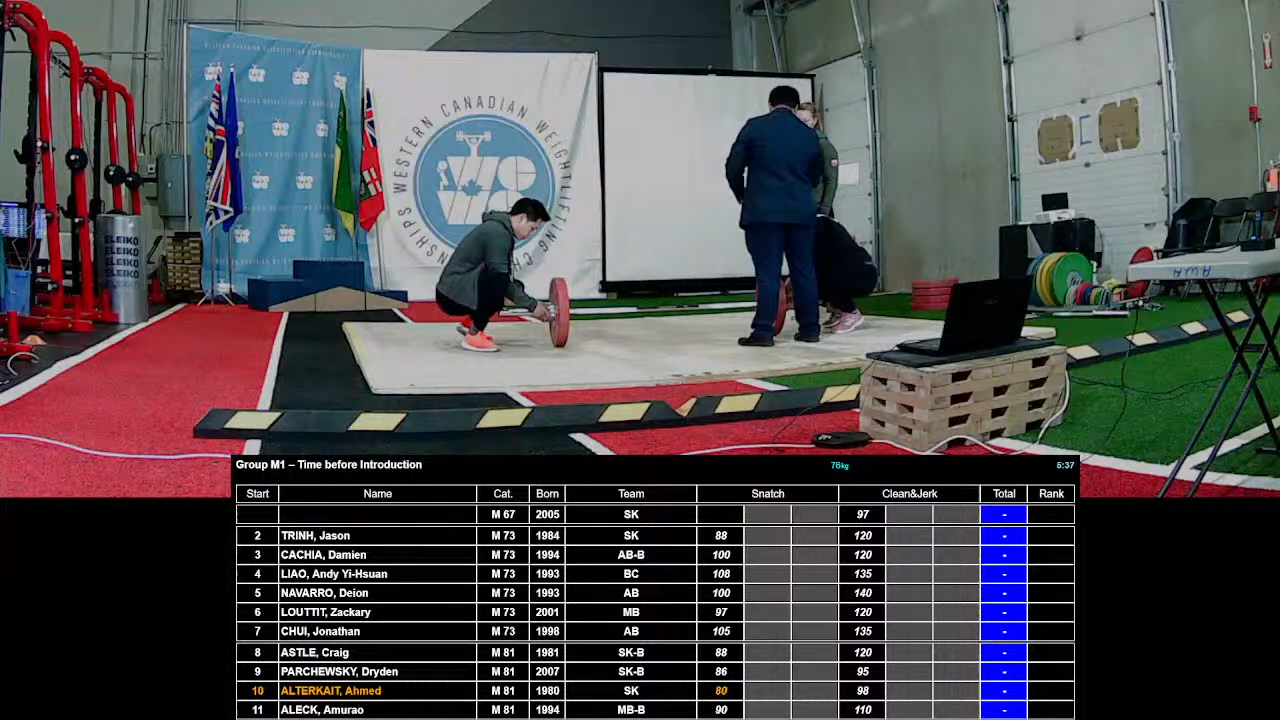 WESTERN CANADIAN WEIGHTLIFTING CHAMPIONSHIPS
WC
WC
ELEIKO
ELEIKO
ELEIKO
ELEIKO
Group M1 – Time before Introduction 76kg 5:37
Start Name Cat. Born Team Snatch Clean&Jerk Total Rank
M 67 2005 SK 97 -
2 TRINH, Jason M 73 1984 SK 88 120 -
3 CACHIA, Damien M 73 1994 AB-B 100 120 -
4 LIAO, Andy Yi-Hsuan M 73 1993 BC 108 135 -
5 NAVARRO, Deion M 73 1993 AB 100 140 -
6 LOUTTIT, Zackary M 73 2001 MB 97 120 -
7 CHUI, Jonathan M 73 1998 AB 105 135 -
8 ASTLE, Craig M 81 1981 SK-B 88 120 -
9 PARCHEWSKY, Dryden M 81 2007 SK-B 86 95 -
10 ALTERKAIT, Ahmed M 81 1980 SK 80 98 -
11 ALECK, Amurao M 81 1994 MB-B 90 110 -